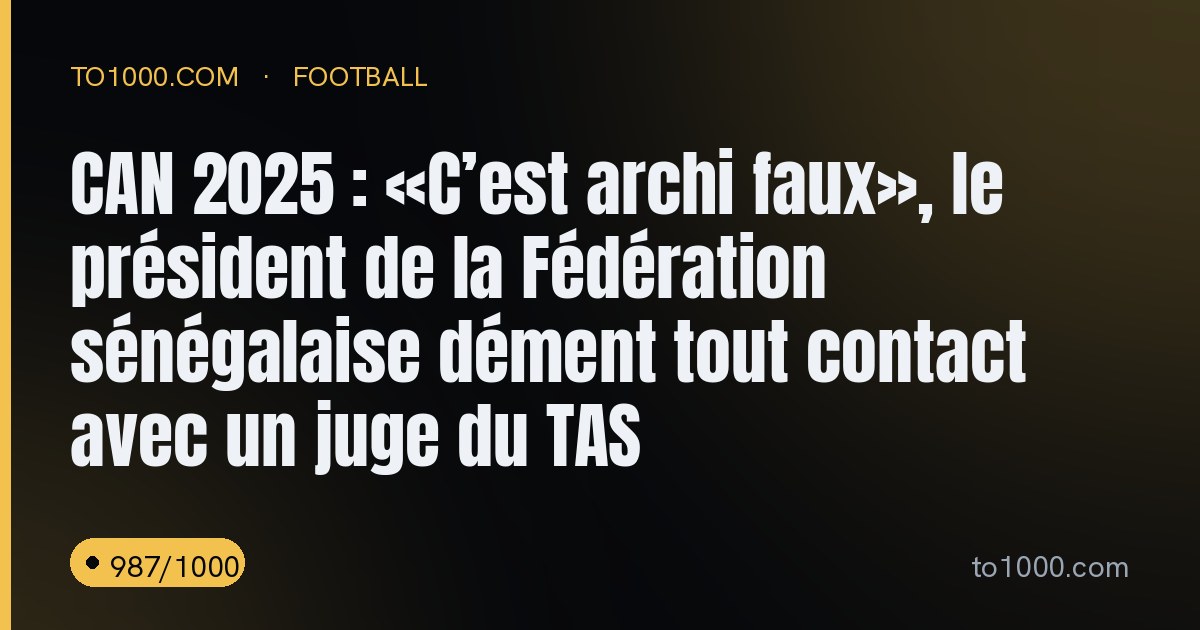 TO1000.COM · FOOTBALL
CAN 2025 : «C’est archi faux», le
président de la Fédération
sénégalaise dément tout contact
avec un juge du TAS
987/1000
to1000.com